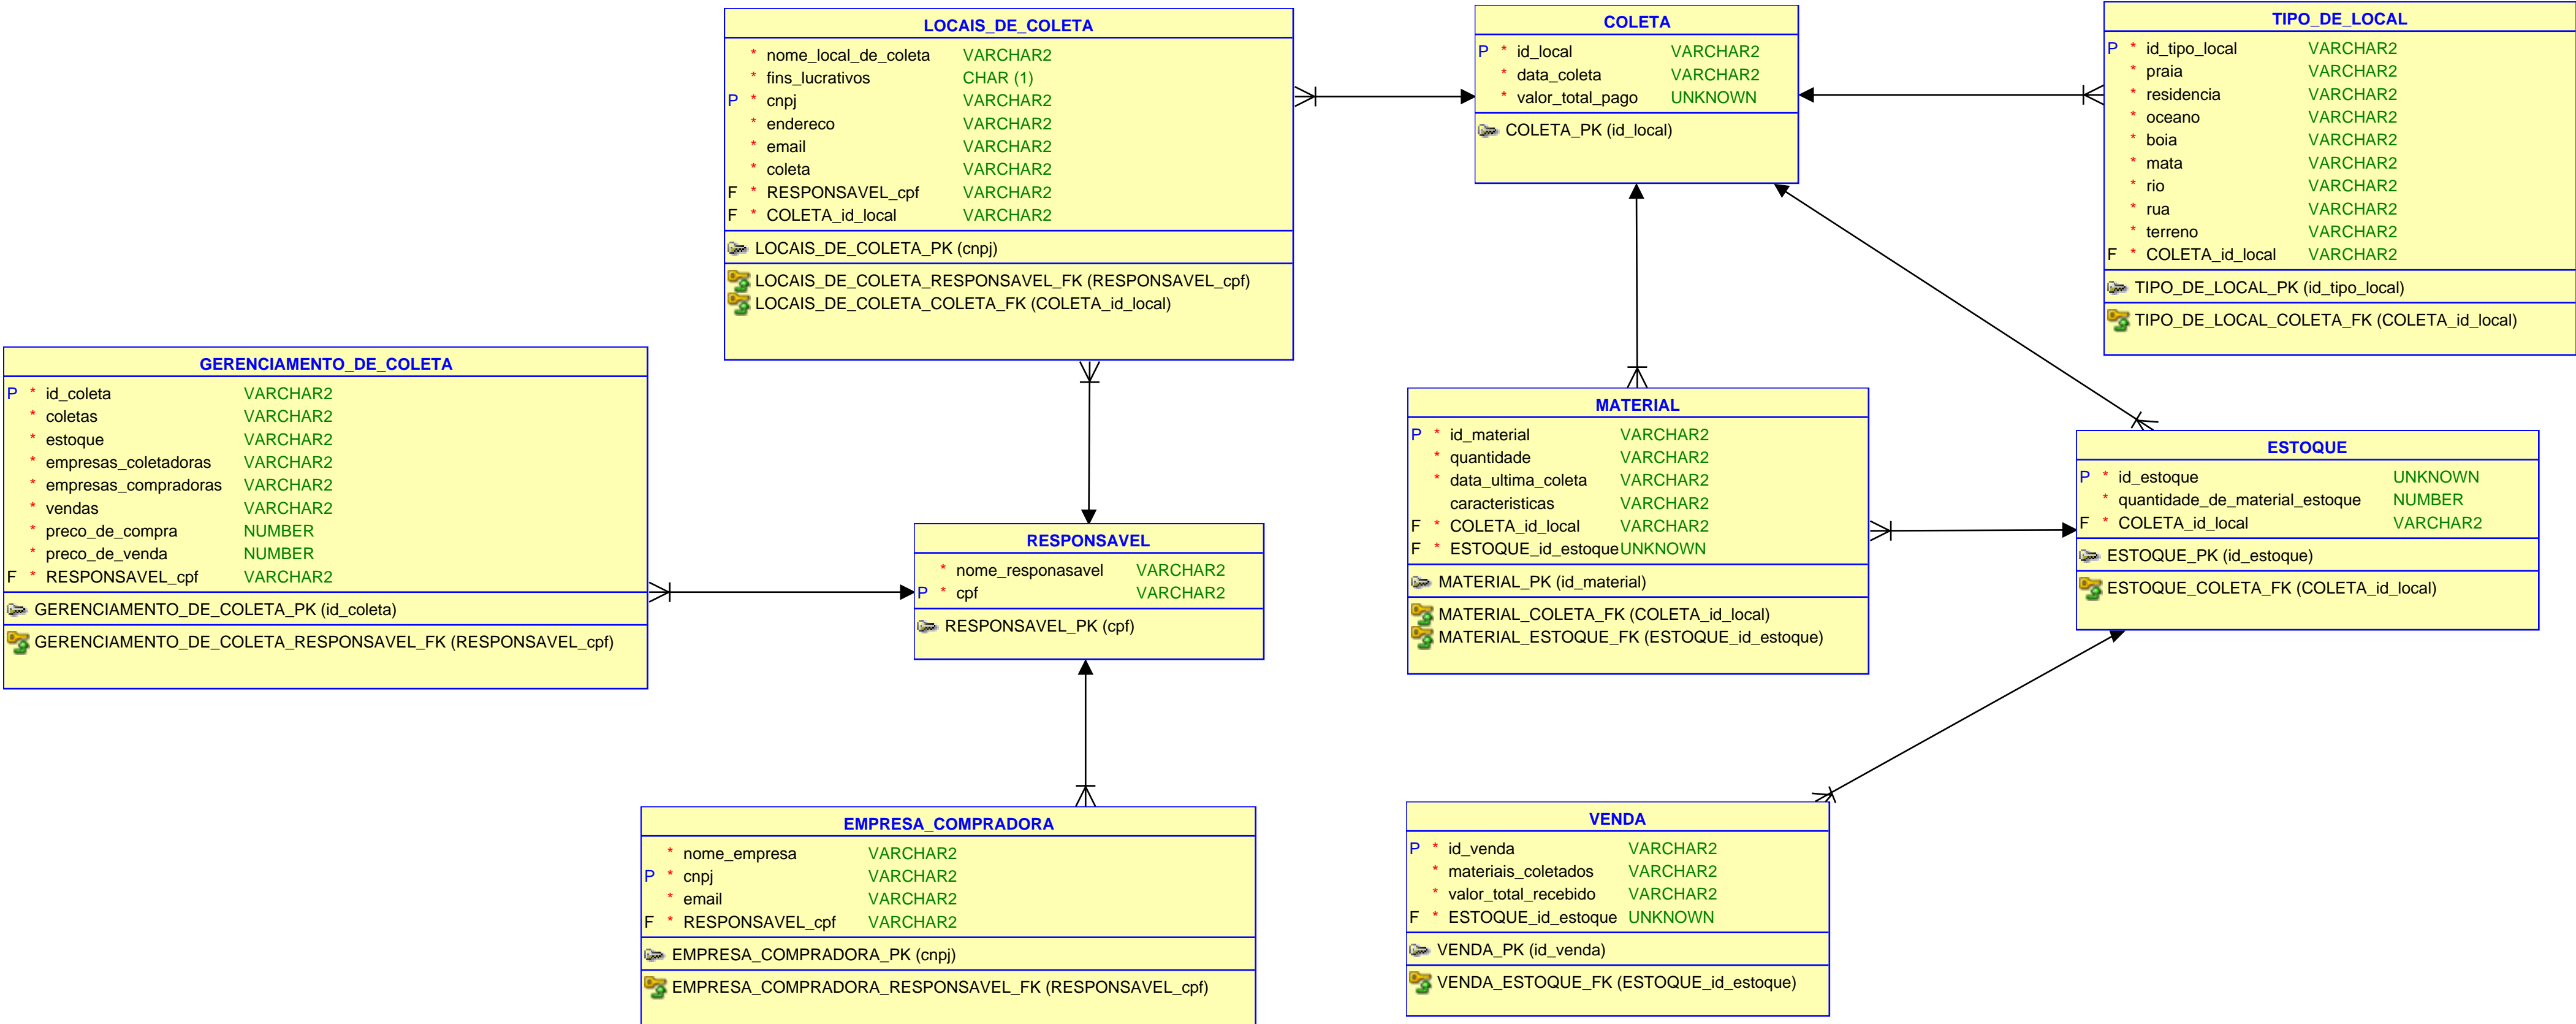 LOCAIS_DE_COLETA
* nome_local_de_coleta VARCHAR2
* fins_lucrativos CHAR (1)
P * cnpj VARCHAR2
* endereco VARCHAR2
* email VARCHAR2
* coleta VARCHAR2
F * RESPONSAVEL_cpf VARCHAR2
F * COLETA_id_local VARCHAR2
LOCAIS_DE_COLETA_PK (cnpj)
LOCAIS_DE_COLETA_RESPONSAVEL_FK (RESPONSAVEL_cpf)
LOCAIS_DE_COLETA_COLETA_FK (COLETA_id_local)
COLETA
P * id_local VARCHAR2
* data_coleta VARCHAR2
* valor_total_pago UNKNOWN
COLETA_PK (id_local)
TIPO_DE_LOCAL
P * id_tipo_local VARCHAR2
* praia VARCHAR2
* residencia VARCHAR2
* oceano VARCHAR2
* boia VARCHAR2
* mata VARCHAR2
* rio VARCHAR2
* rua VARCHAR2
* terreno VARCHAR2
F * COLETA_id_local VARCHAR2
TIPO_DE_LOCAL_PK (id_tipo_local)
TIPO_DE_LOCAL_COLETA_FK (COLETA_id_local)
GERENCIAMENTO_DE_COLETA
P * id_coleta VARCHAR2
* coletas VARCHAR2
* estoque VARCHAR2
* empresas_coletadoras VARCHAR2
* empresas_compradoras VARCHAR2
* vendas VARCHAR2
* preco_de_compra NUMBER
* preco_de_venda NUMBER
F * RESPONSAVEL_cpf VARCHAR2
GERENCIAMENTO_DE_COLETA_PK (id_coleta)
GERENCIAMENTO_DE_COLETA_RESPONSAVEL_FK (RESPONSAVEL_cpf)
RESPONSAVEL
* nome_responasavel VARCHAR2
P * cpf VARCHAR2
RESPONSAVEL_PK (cpf)
MATERIAL
P * id_material VARCHAR2
* quantidade VARCHAR2
* data_ultima_coleta VARCHAR2
caracteristicas VARCHAR2
F * COLETA_id_local VARCHAR2
F * ESTOQUE_id_estoque UNKNOWN
MATERIAL_PK (id_material)
MATERIAL_COLETA_FK (COLETA_id_local)
MATERIAL_ESTOQUE_FK (ESTOQUE_id_estoque)
ESTOQUE
P * id_estoque UNKNOWN
* quantidade_de_material_estoque NUMBER
F * COLETA_id_local VARCHAR2
ESTOQUE_PK (id_estoque)
ESTOQUE_COLETA_FK (COLETA_id_local)
EMPRESA_COMPRADORA
* nome_empresa VARCHAR2
P * cnpj VARCHAR2
* email VARCHAR2
F * RESPONSAVEL_cpf VARCHAR2
EMPRESA_COMPRADORA_PK (cnpj)
EMPRESA_COMPRADORA_RESPONSAVEL_FK (RESPONSAVEL_cpf)
VENDA
P * id_venda VARCHAR2
* materiais_coletados VARCHAR2
* valor_total_recebido VARCHAR2
F * ESTOQUE_id_estoque UNKNOWN
VENDA_PK (id_venda)
VENDA_ESTOQUE_FK (ESTOQUE_id_estoque)